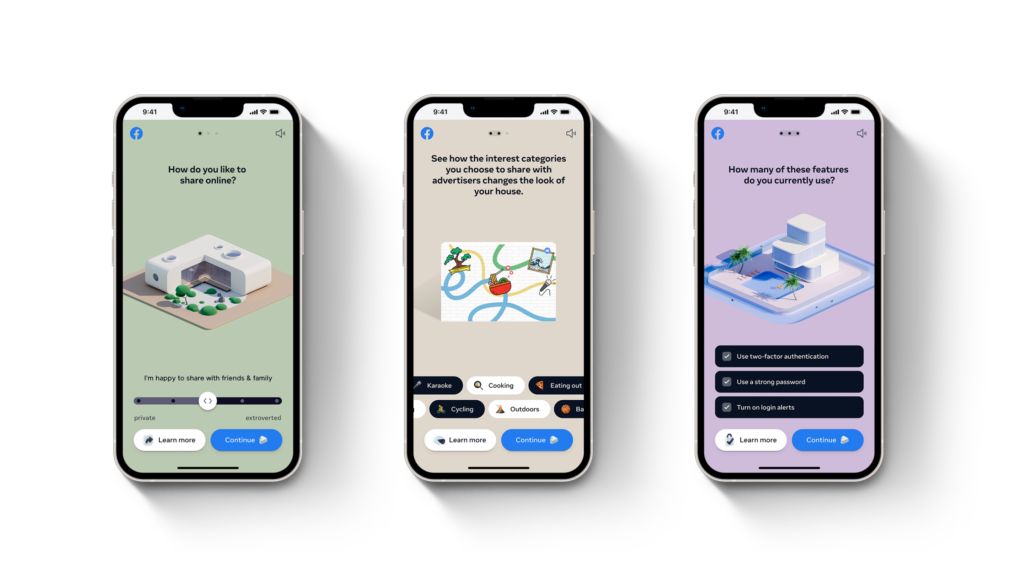 9:41
How do you like to
share online?
I'm happy to share with friends & family
private
extroverted
Learn more
Continue
9:41
See how the interest categories
you choose to share with
advertisers changes the look of
your house.
Karaoke
Cooking
Eating out
Cycling
Outdoors
Ba
Learn more
Continue
9:41
How many of these features
do you currently use?
Use two-factor authentication
Use a strong password
Turn on login alerts
Learn more
Continue